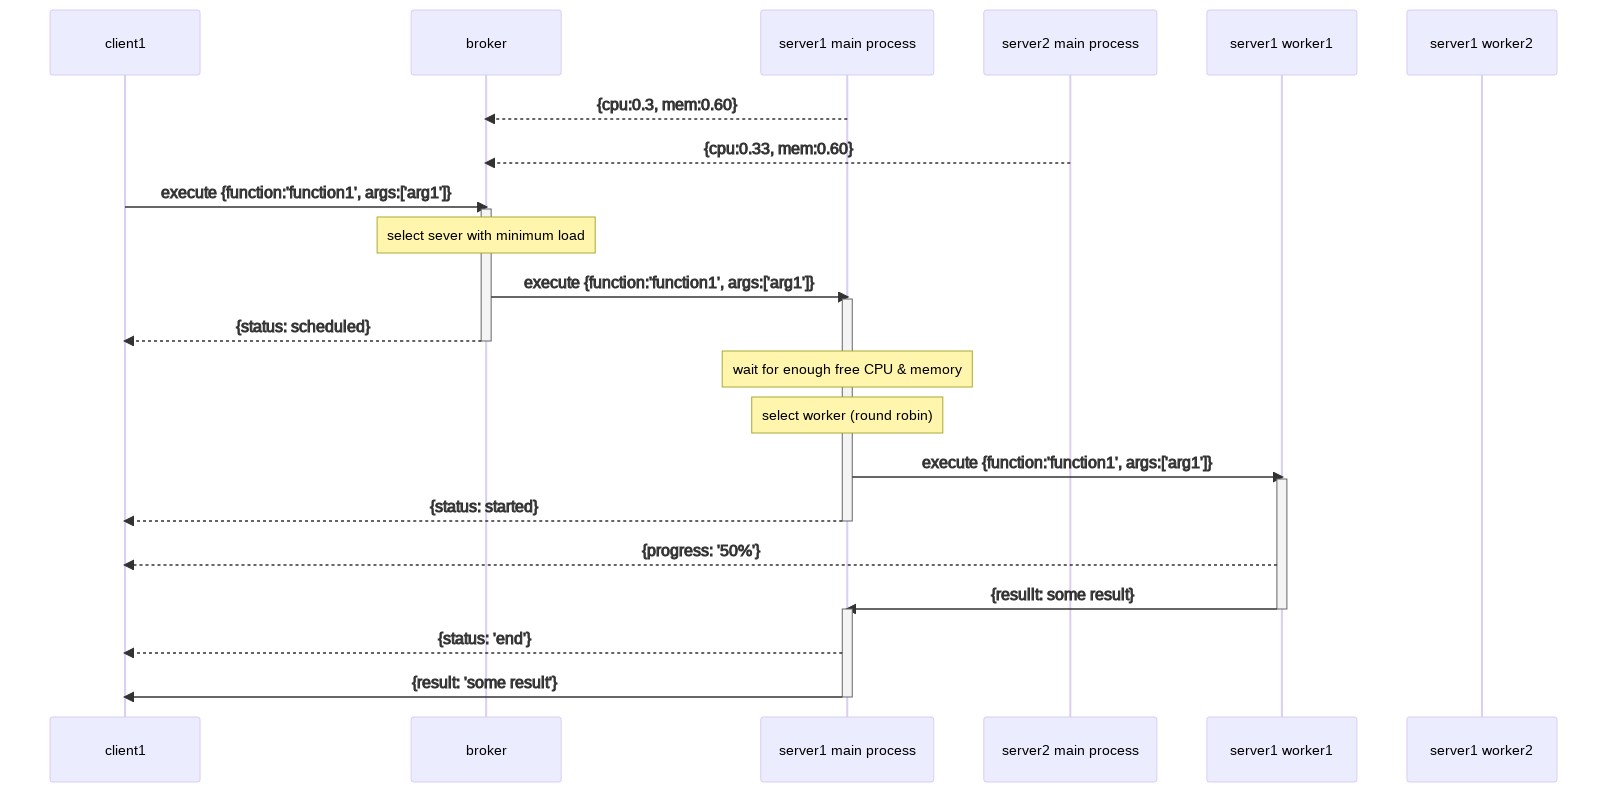 client1
broker
server1 main process
server2 main process
server1 worker1
server1 worker2
{cpu:0.3, mem:0.60}
{cpu:0.33, mem:0.60}
execute {function:'function1', args:['arg1']}
select sever with minimum load
execute {function:'function1', args:['arg1']}
{status: scheduled}
wait for enough free CPU & memory
select worker (round robin)
execute {function:'function1', args:['arg1']}
{status: started}
{progress: '50%'}
{resullt: some result}
{status: 'end'}
{result: 'some result'}
client1
broker
server1 main process
server2 main process
server1 worker1
server1 worker2